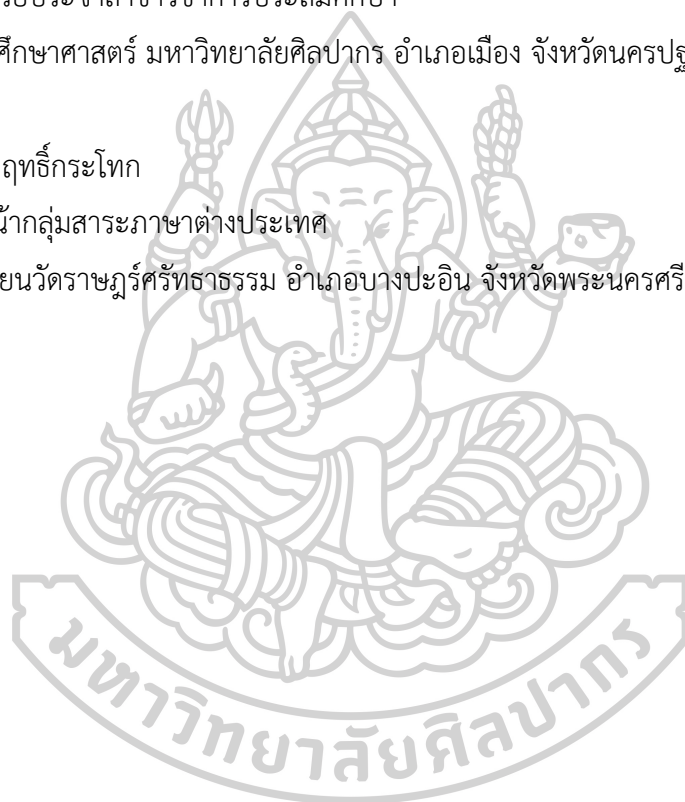 ศึกษาศาสตร์ มหาวิทยาลัยศิลปากร อำเภอเมือง จังหวัดนครปฐ
ฤทธิ์กระโทก
น้ากลุ่มสาระภาษาต่างประเทศ
ยนวัดราษฎร์ศรัทธาธรรม อำเภอบางปะอิน จังหวัดพระนครศรี
มหาวิทยาลัยศิลปากร